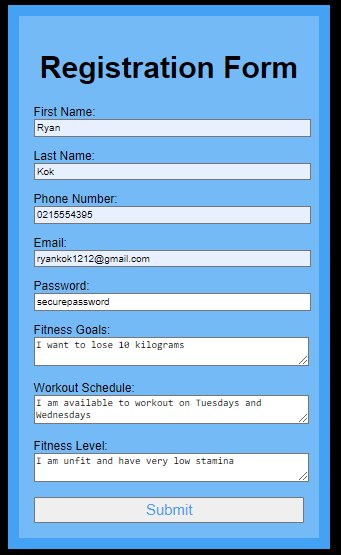 Registration Form
First Name:
Ryan
Last Name:
Kok
Phone Number:
0215554395
Email:
ryankok1212@gmail.com
Password:
securepassword
Fitness Goals:
I want to lose 10 kilograms
Workout Schedule:
I am available to workout on Tuesdays and
Wednesdays
Fitness Level:
I am unfit and have very low stamina
Submit